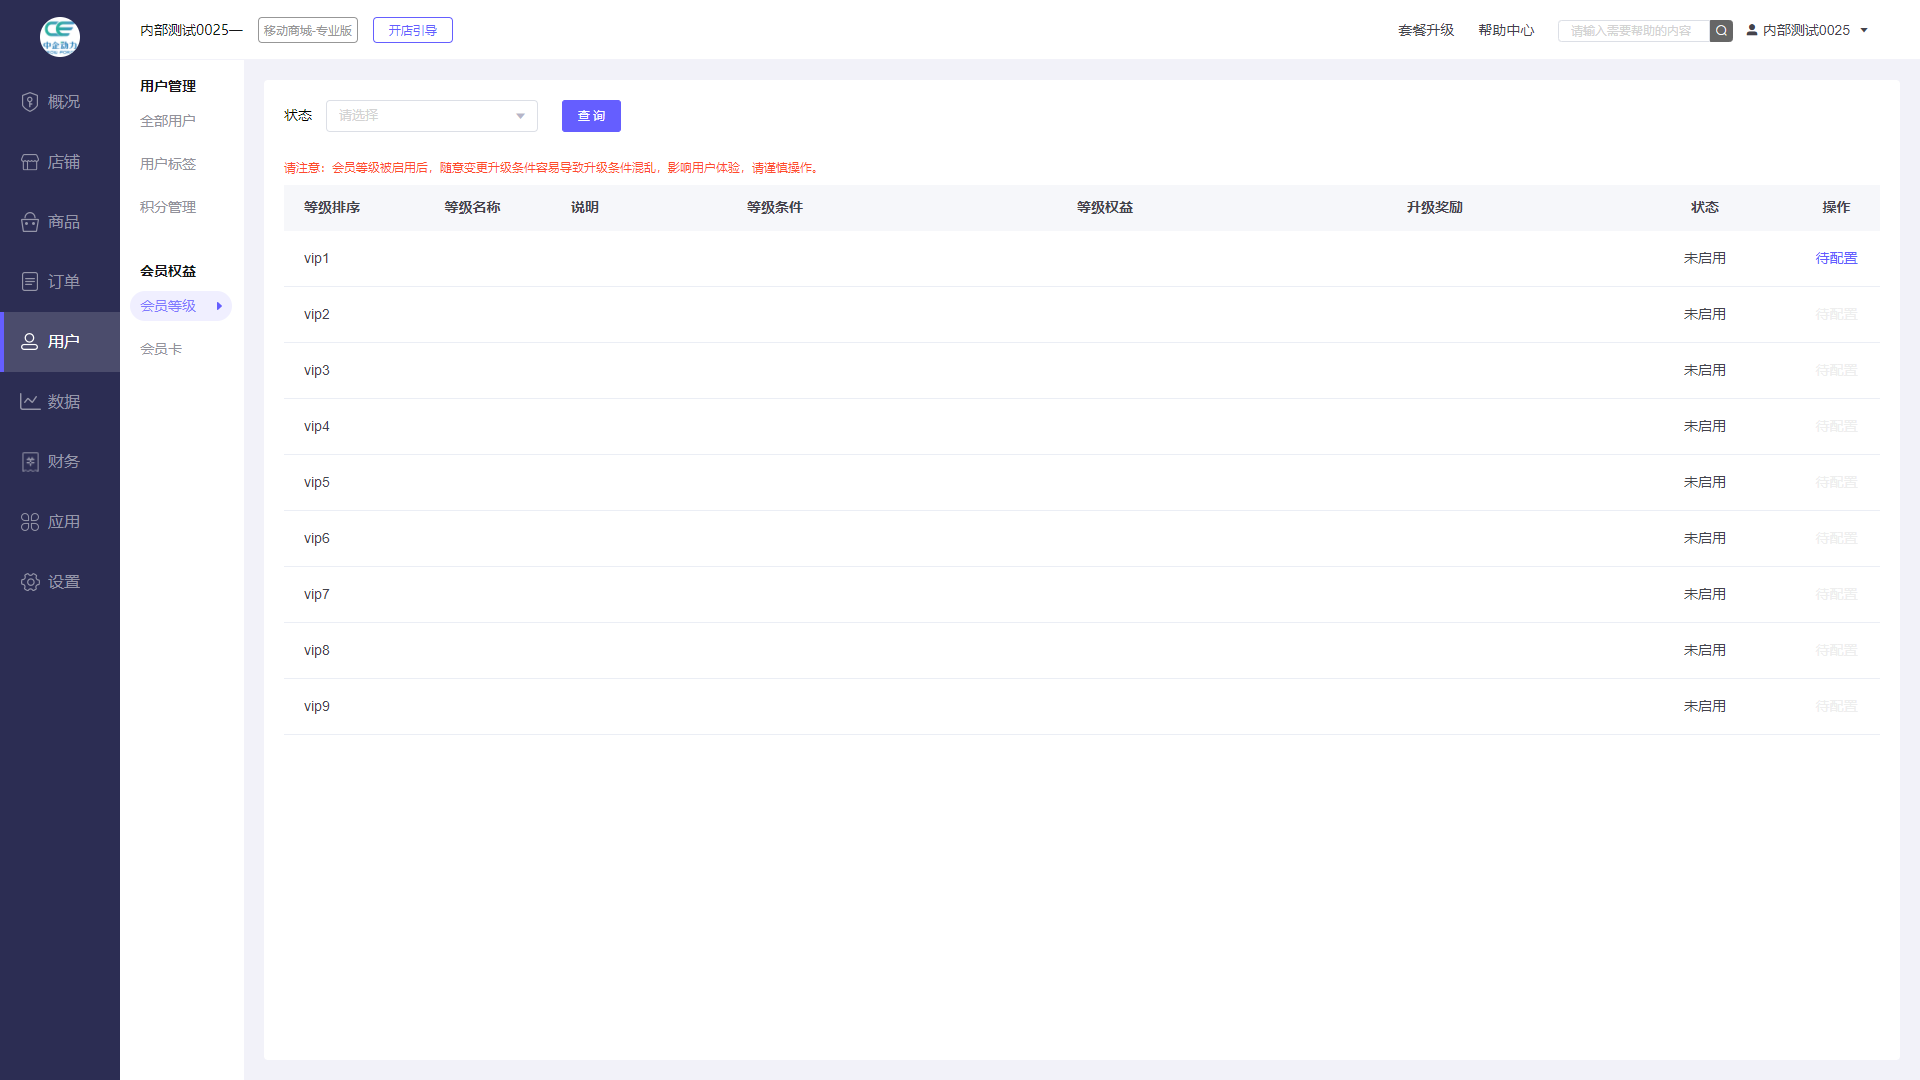 中企动力
内部测试0025—
移动商城-专业版
开店引导
套餐升级
帮助中心
请输入需要帮助的内容
内部测试0025
概况
店铺
商品
订单
用户
数据
财务
应用
设置
用户管理
全部用户
用户标签
积分管理
会员权益
会员等级
会员卡
状态
请选择
查询
请注意：会员等级被启用后，随意变更升级条件容易导致升级条件混乱，影响用户体验，请谨慎操作。
等级排序 等级名称 说明 等级条件 等级权益 升级奖励 状态 操作
vip1 未启用 待配置
vip2 未启用 待配置
vip3 未启用 待配置
vip4 未启用 待配置
vip5 未启用 待配置
vip6 未启用 待配置
vip7 未启用 待配置
vip8 未启用 待配置
vip9 未启用 待配置